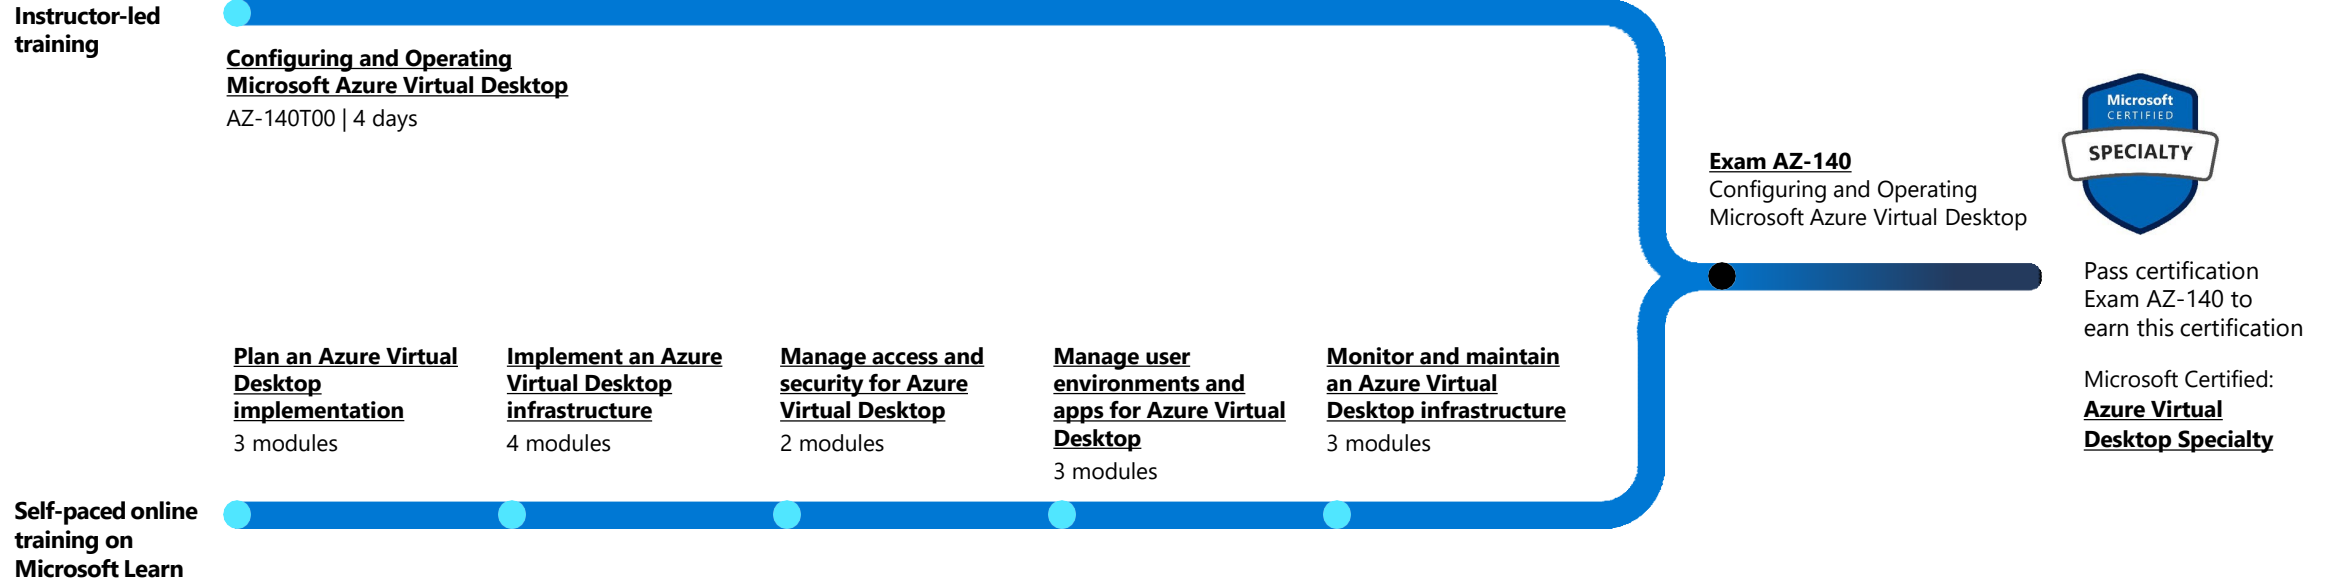 Instructor-led
training
Configuring and Operating
Microsoft Azure Virtual Desktop
AZ-140T00 | 4 days
Exam AZ-140
Configuring and Operating
Microsoft Azure Virtual Desktop
Microsoft
CERTIFIED
SPECIALTY
Pass certification
Exam AZ-140 to
earn this certification
Microsoft Certified:
Azure Virtual
Desktop Specialty
Plan an Azure Virtual
Desktop
implementation
3 modules
Implement an Azure
Virtual Desktop
infrastructure
4 modules
Manage access and
security for Azure
Virtual Desktop
2 modules
Manage user
environments and
apps for Azure Virtual
Desktop
3 modules
Monitor and maintain
an Azure Virtual
Desktop infrastructure
3 modules
Self-paced online
training on
Microsoft Learn